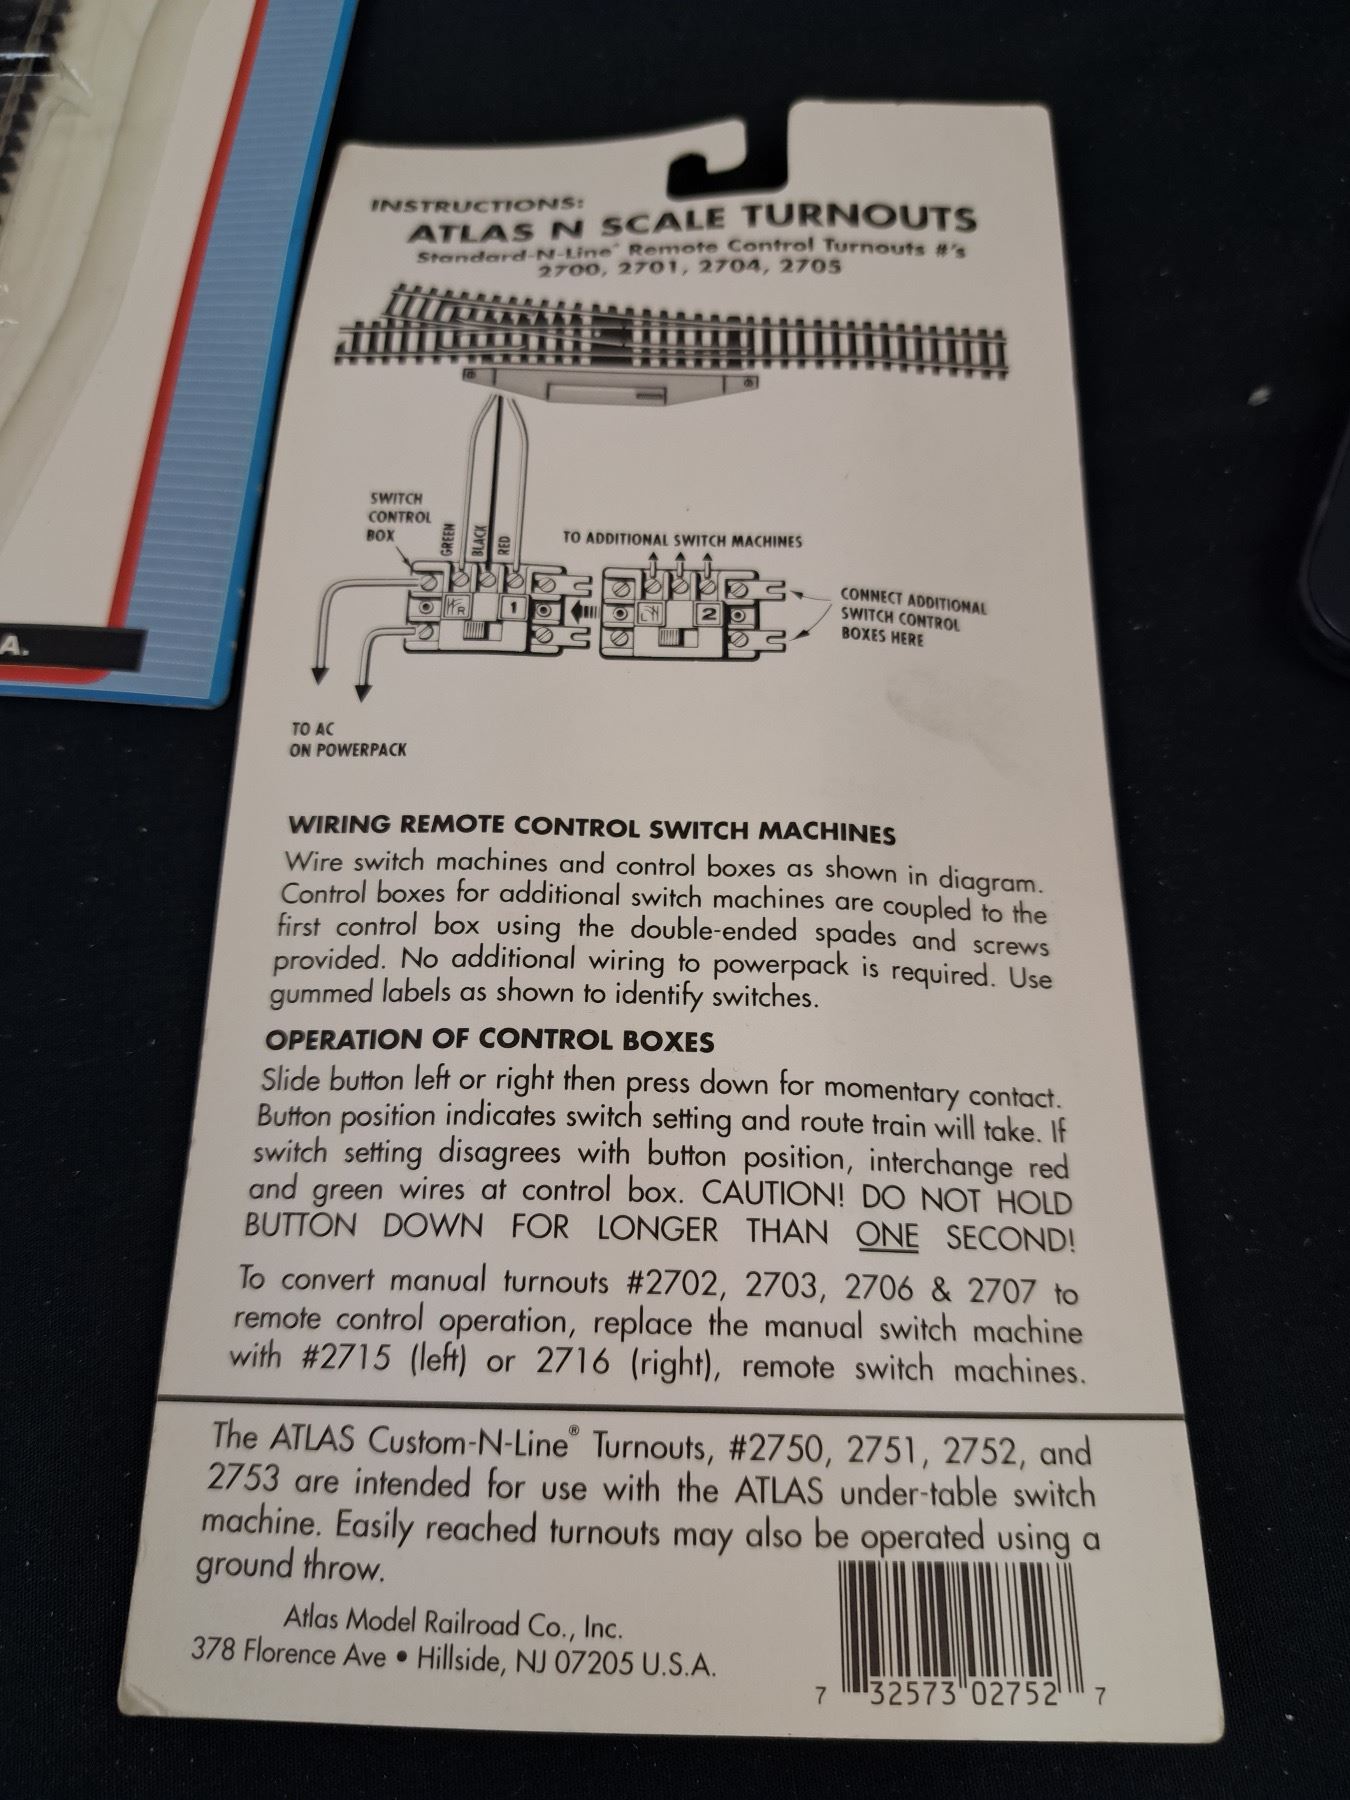 INSTRUCTIONS:
ATLAS N SCALE TURNOUTS
Standard-N-Line™ Remote Control Turnouts #'s
2700, 2701, 2704, 2705
SWITCH
CONTROL
BOX
GREEN
BLACK
RED
TO ADDITIONAL SWITCH MACHINES
1
2
CONNECT ADDITIONAL
SWITCH CONTROL
BOXES HERE
A.
TO AC
ON POWERPACK
WIRING REMOTE CONTROL SWITCH MACHINES
Wire switch machines and control boxes as shown in diagram.
Control boxes for additional switch machines are coupled to the
first control box using the double-ended spades and screws
provided. No additional wiring to powerpack is required. Use
gummed labels as shown to identify switches.
OPERATION OF CONTROL BOXES
Slide button left or right then press down for momentary contact.
Button position indicates switch setting and route train will take. If
switch setting disagrees with button position, interchange red
and green wires at control box. CAUTION! DO NOT HOLD
BUTTON DOWN FOR LONGER THAN ONE SECOND!
To convert manual turnouts #2702, 2703, 2706 & 2707 to
remote control operation, replace the manual switch machine
with #2715 (left) or 2716 (right), remote switch machines.
The ATLAS Custom-N-Line® Turnouts, #2750, 2751, 2752, and
2753 are intended for use with the ATLAS under-table switch
machine. Easily reached turnouts may also be operated using a
ground throw.
Atlas Model Railroad Co., Inc.
378 Florence Ave • Hillside, NJ 07205 U.S.A.
7 32573 02752 7